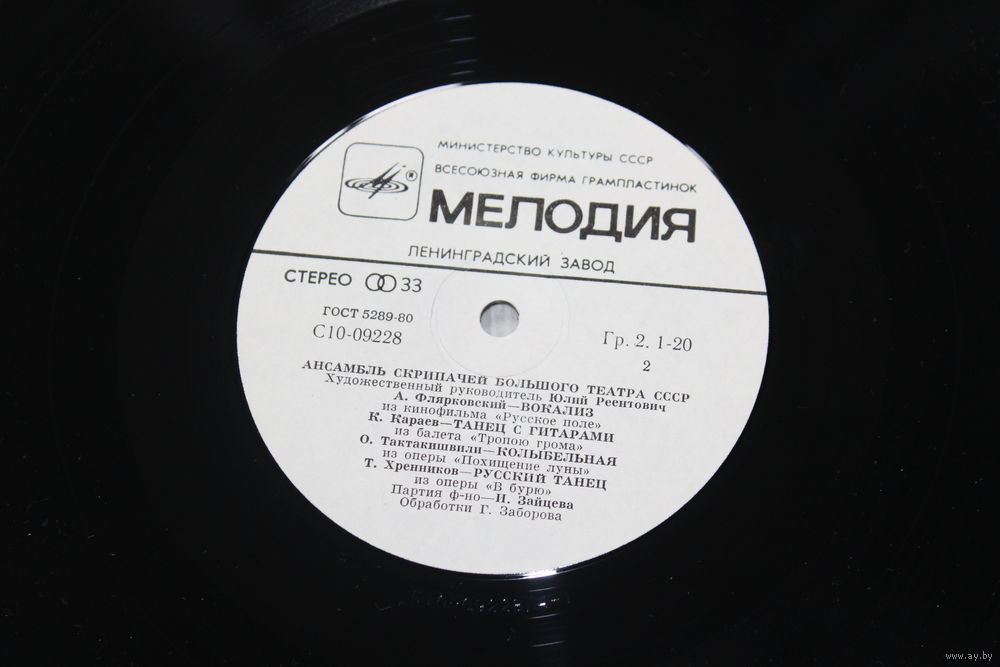 МИНИСТЕРСТВО КУЛЬТУРЫ СССР
ВСЕСОЮЗНАЯ ФИРМА ГРАМПЛАСТИНОК
®
МЕЛОДИЯ
ЛЕНИНГРАДСКИЙ ЗАВОД
СТЕРЕО 33
ГОСТ 5289-80
С10-09228
Гр. 2. 1-20
2
АНСАМБЛЬ СКРИПАЧЕЙ БОЛЬШОГО ТЕАТРА СССР
Художественный руководитель Юлий Реентович
А. Флярковский—ВОКАЛИЗ
из кинофильма «Русское поле»
К. Караев—ТАНЕЦ С ГИТАРАМИ
из балета «Тропою грома»
О. Тактакишвили—КОЛЫБЕЛЬНАЯ
из оперы «Похищение луны»
Т. Хренников—РУССКИЙ ТАНЕЦ
из оперы «В бурю»
Партия ф-но—И. Зайцева
Обработки Г. Заборова
www.ay.by